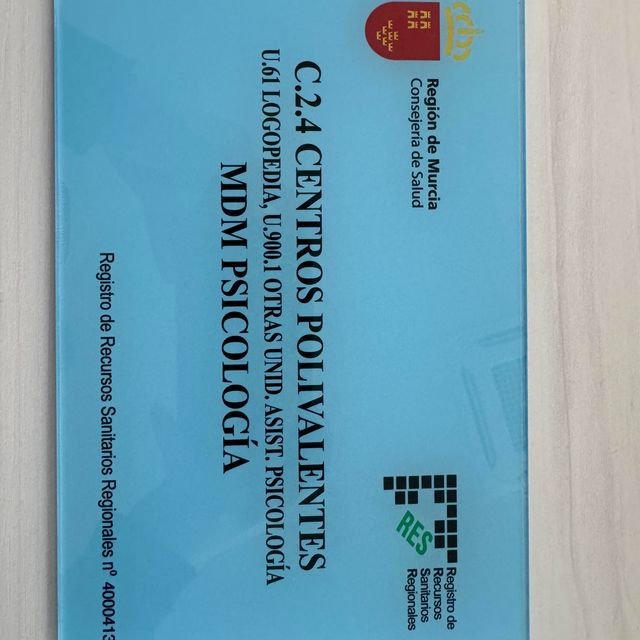 Región de Murcia
Consejería de Salud
RES
Registro de
Recursos
Sanitarios
Regionales
C.2.4 CENTROS POLIVALENTES
U.61 LOGOPEDIA, U.900.1 OTRAS UNID. ASIST. PSICOLOGÍA
MDM PSICOLOGÍA
Registro de Recursos Sanitarios Regionales nº 4000413